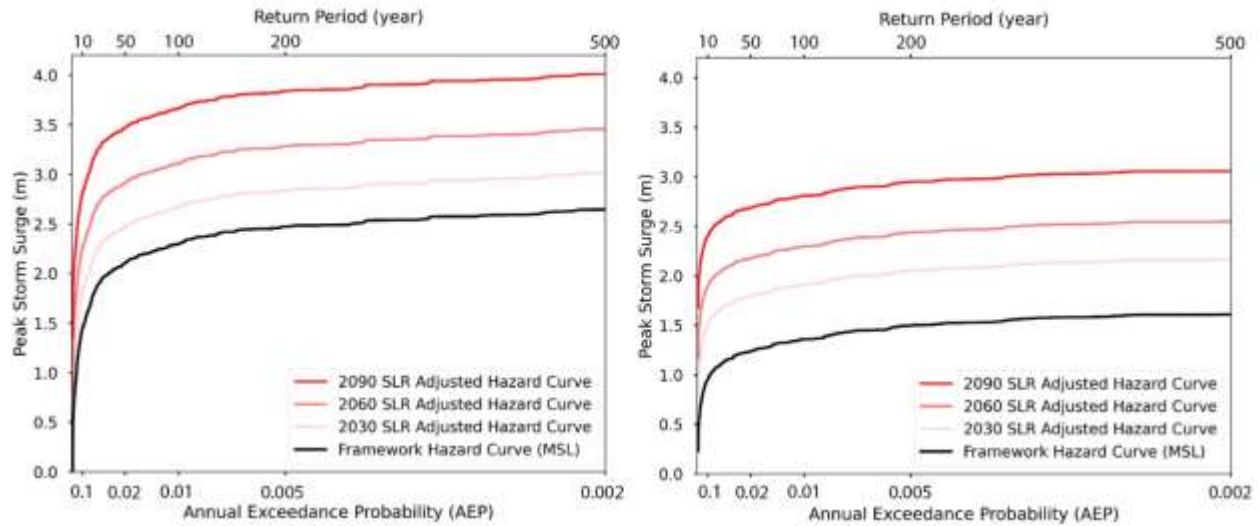 Return Period (year)
10 50 100 200 500
4.0
3.5
3.0
2.5
2.0
1.5
1.0
0.5
0.0
Peak Storm Surge (m)
2090 SLR Adjusted Hazard Curve
2060 SLR Adjusted Hazard Curve
2030 SLR Adjusted Hazard Curve
Framework Hazard Curve (MSL)
0.1 0.02 0.01 0.005 0.002
Annual Exceedance Probability (AEP)
Return Period (year)
10 50 100 200 500
4.0
3.5
3.0
2.5
2.0
1.5
1.0
0.5
0.0
Peak Storm Surge (m)
2090 SLR Adjusted Hazard Curve
2060 SLR Adjusted Hazard Curve
2030 SLR Adjusted Hazard Curve
Framework Hazard Curve (MSL)
0.1 0.02 0.01 0.005 0.002
Annual Exceedance Probability (AEP)